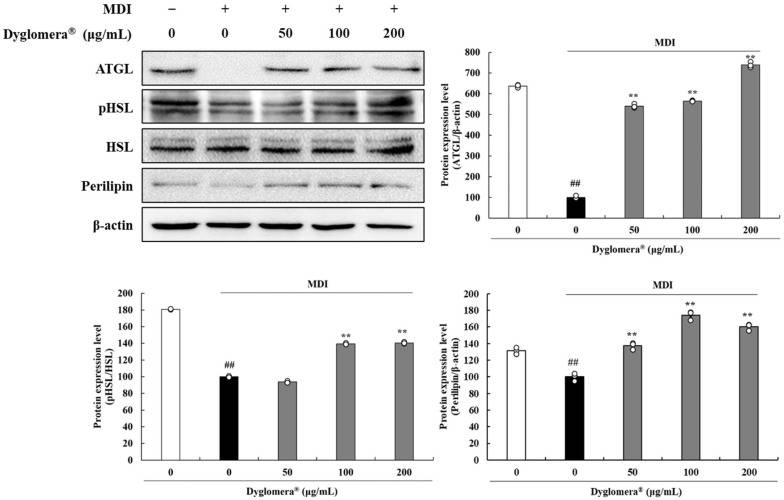 MDI − + + + +
Dyglomera® (μg/mL) 0 0 50 100 200
ATGL
pHSL
HSL
Perilipin
β-actin
Protein expression level
(ATGL/β-actin)
800
700
600
500
400
300
200
100
0
MDI
##
**
**
**
0 0 50 100 200
Dyglomera® (μg/mL)
Protein expression level
(pHSL/HSL)
200
180
160
140
120
100
80
60
40
20
0
MDI
##
**
**
0 0 50 100 200
Dyglomera® (μg/mL)
Protein expression level
(Perilipin/β-actin)
200
180
160
140
120
100
80
60
40
20
0
MDI
##
**
**
**
0 0 50 100 200
Dyglomera® (μg/mL)